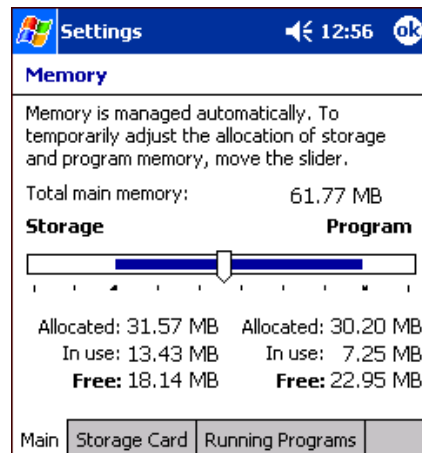 Settings 12:56 ok
Memory
Memory is managed automatically. To
temporarily adjust the allocation of storage
and program memory, move the slider.
Total main memory: 61.77 MB
Storage Program
Allocated: 31.57 MB Allocated: 30.20 MB
In use: 13.43 MB In use: 7.25 MB
Free: 18.14 MB Free: 22.95 MB
Main Storage Card Running Programs